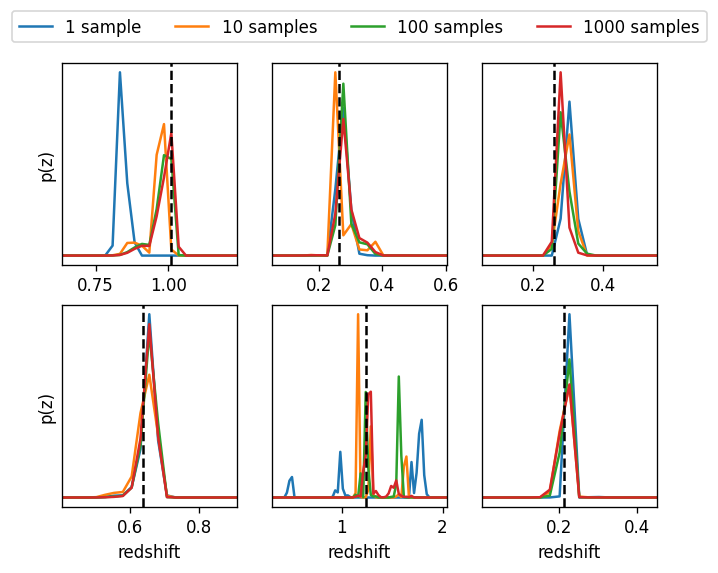 1 sample 10 samples 100 samples 1000 samples
p(z)
0.75 1.00 0.2 0.4 0.6 0.2 0.4
p(z)
0.6 0.8 1 2 0.2 0.4
redshift redshift redshift